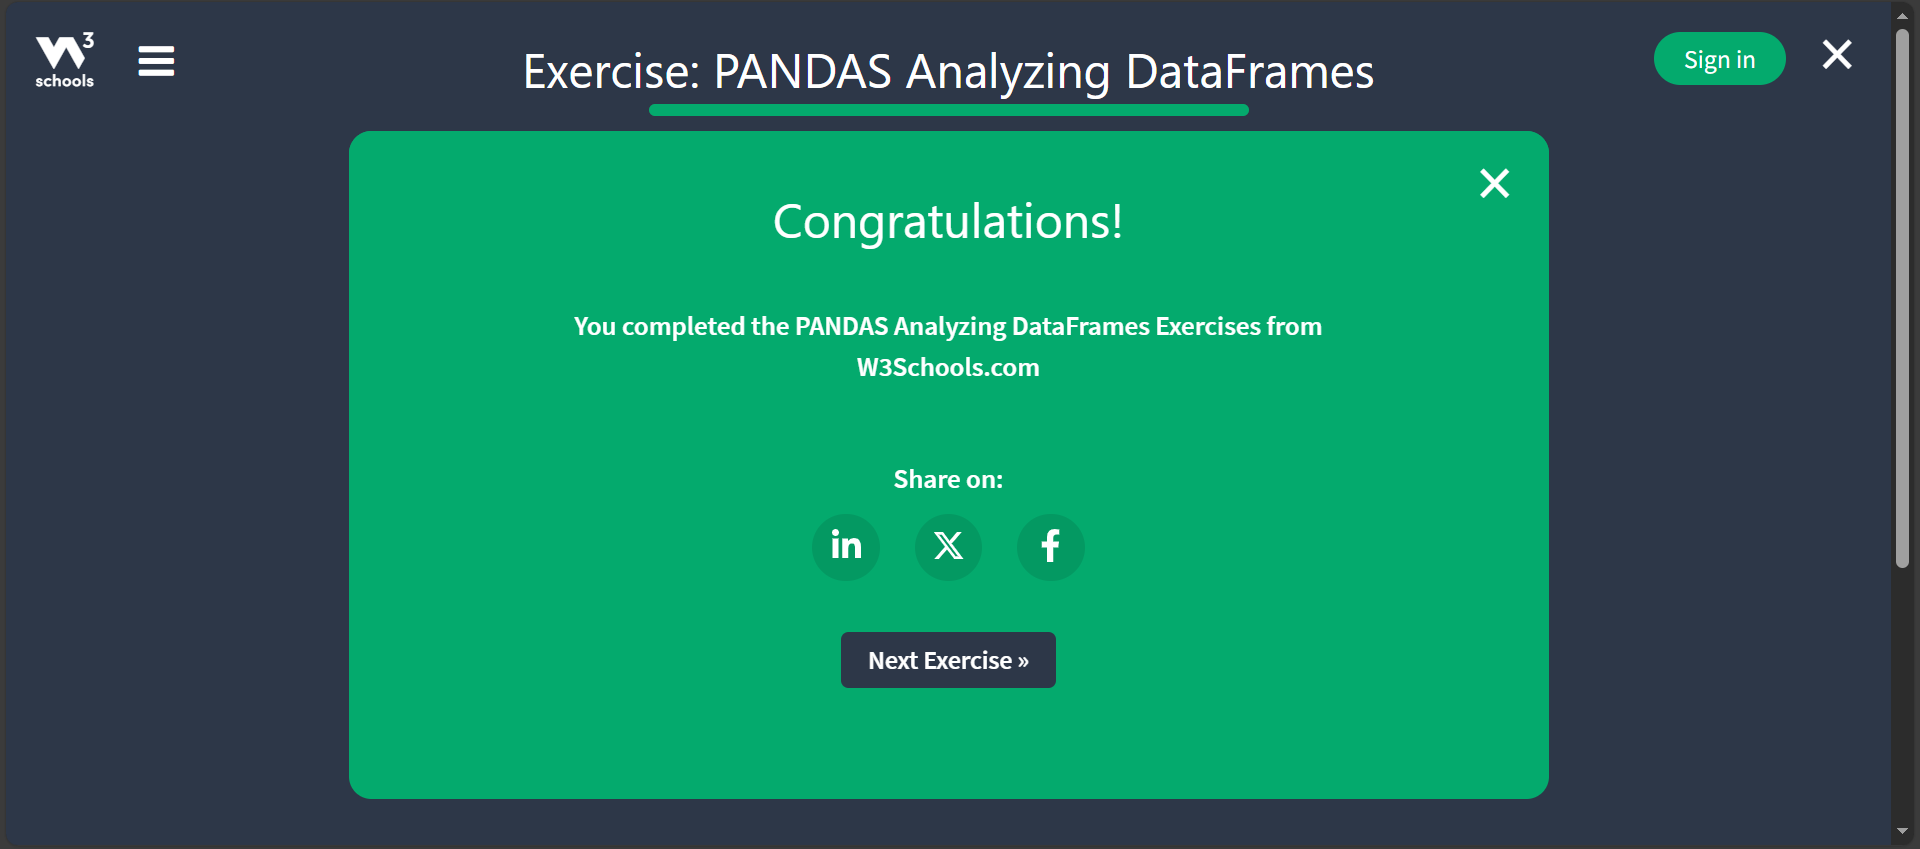 W3
schools
Exercise: PANDAS Analyzing DataFrames
Sign in
Congratulations!
You completed the PANDAS Analyzing DataFrames Exercises from
W3Schools.com
Share on:
in
X
f
Next Exercise »